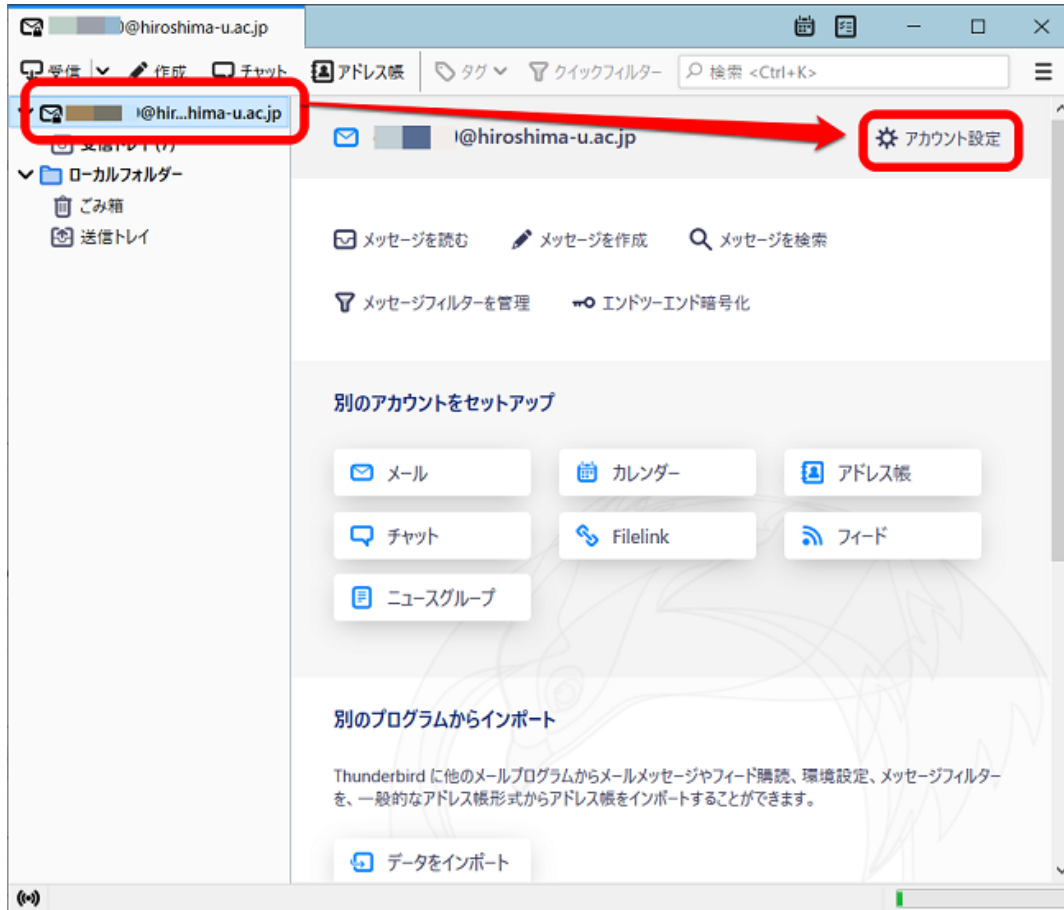 @hiroshima-u.ac.jp
受信 作成 チャット アドレス帳 タグ クイックフィルター 検索 <Ctrl+K>
@hir...hima-u.ac.jp
受信トレイ (7)
ローカルフォルダー
ごみ箱
送信トレイ
@hiroshima-u.ac.jp アカウント設定
メッセージを読む メッセージを作成 メッセージを検索
メッセージフィルターを管理 エンドツーエンド暗号化
別のアカウントをセットアップ
メール カレンダー アドレス帳
チャット Filelink フィード
ニュースグループ
別のプログラムからインポート
Thunderbird に他のメールプログラムからメールメッセージやフィード購読、環境設定、メッセージフィルター
を、一般的なアドレス帳形式からアドレス帳をインポートすることができます。
データをインポート